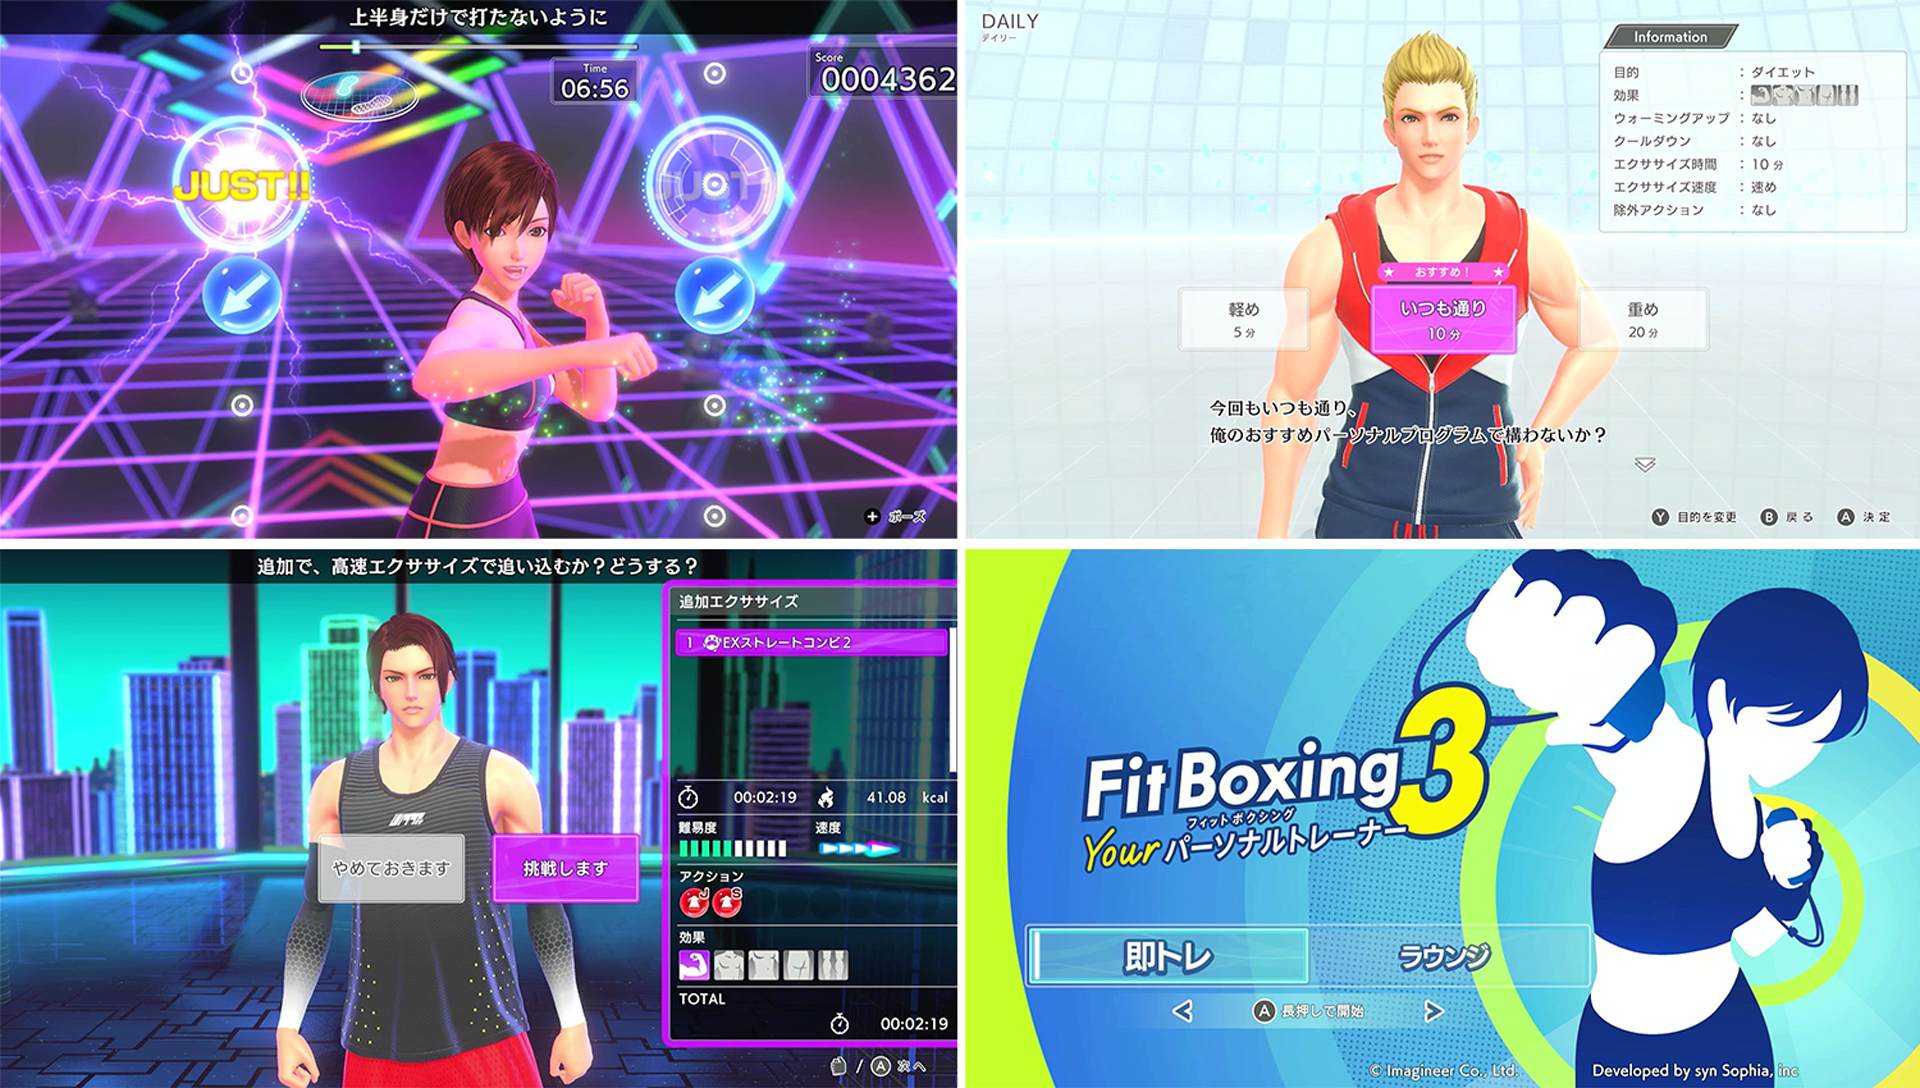 上半身だけで打たないように
Time
06:56
Score
0004362
JUST!!
JUST
ポーズ
DAILY
デイリー
Information
目的 : ダイエット
効果 :
ウォーミングアップ : なし
クールダウン : なし
エクササイズ時間 : 10 分
エクササイズ速度 : 速め
除外アクション : なし
★ おすすめ! ★
軽め
5 分
いつも通り
10 分
重め
20 分
今回もいつも通り、
俺のおすすめパーソナルプログラムで構わないか？
Y 目的を変更 B 戻る A 決定
追加で、高速エクササイズで追い込むか？どうする？
追加エクササイズ
1 EXストレートコンビ2
00:02:19 41.08 kcal
難易度 速度
アクション
J S
効果
TOTAL
00:02:19
やめておきます
挑戦します
/ A 次へ
Fit Boxing 3
フィットボクシング
Your パーソナルトレーナー
即トレ
ラウンジ
A 長押しで開始
© Imagineer Co., Ltd.
Developed by syn Sophia, inc